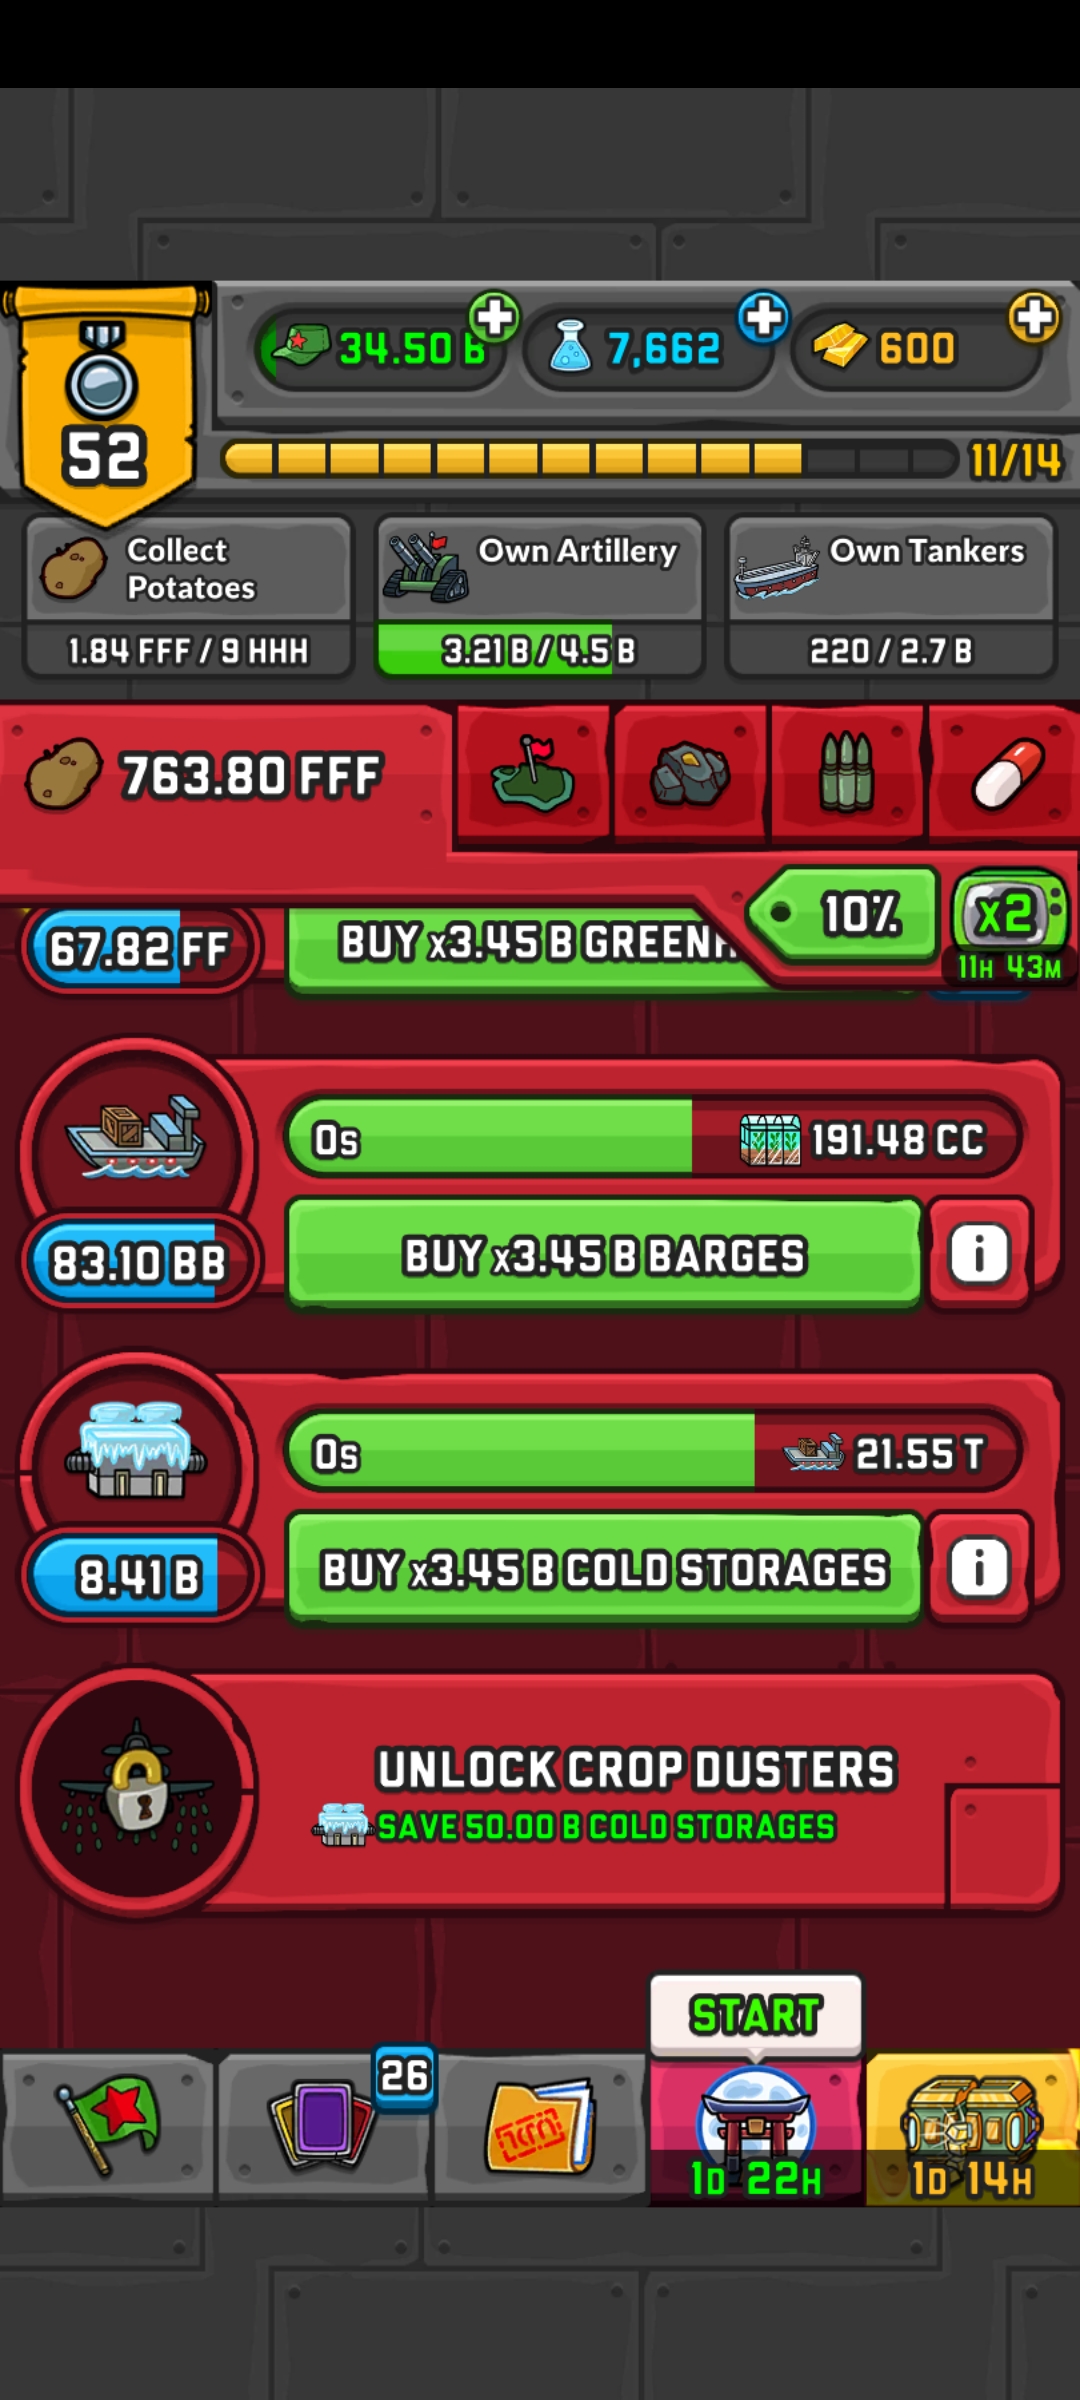 34.50 B
7,662
600
52
11/14
Collect
Potatoes
Own Artillery
Own Tankers
1.84 FFF / 9 HHH
3.21 B / 4.5 B
220 / 2.7 B
763.80 FFF
10%
x2
11H 43M
67.82 FF
BUY x3.45 B
0s
191.48 CC
83.10 BB
BUY x3.45 B BARGES
i
0s
21.55 T
8.41 B
BUY x3.45 B COLD STORAGES
i
UNLOCK CROP DUSTERS
SAVE 50.00 B COLD STORAGES
START
26
1D 22H
1D 14H